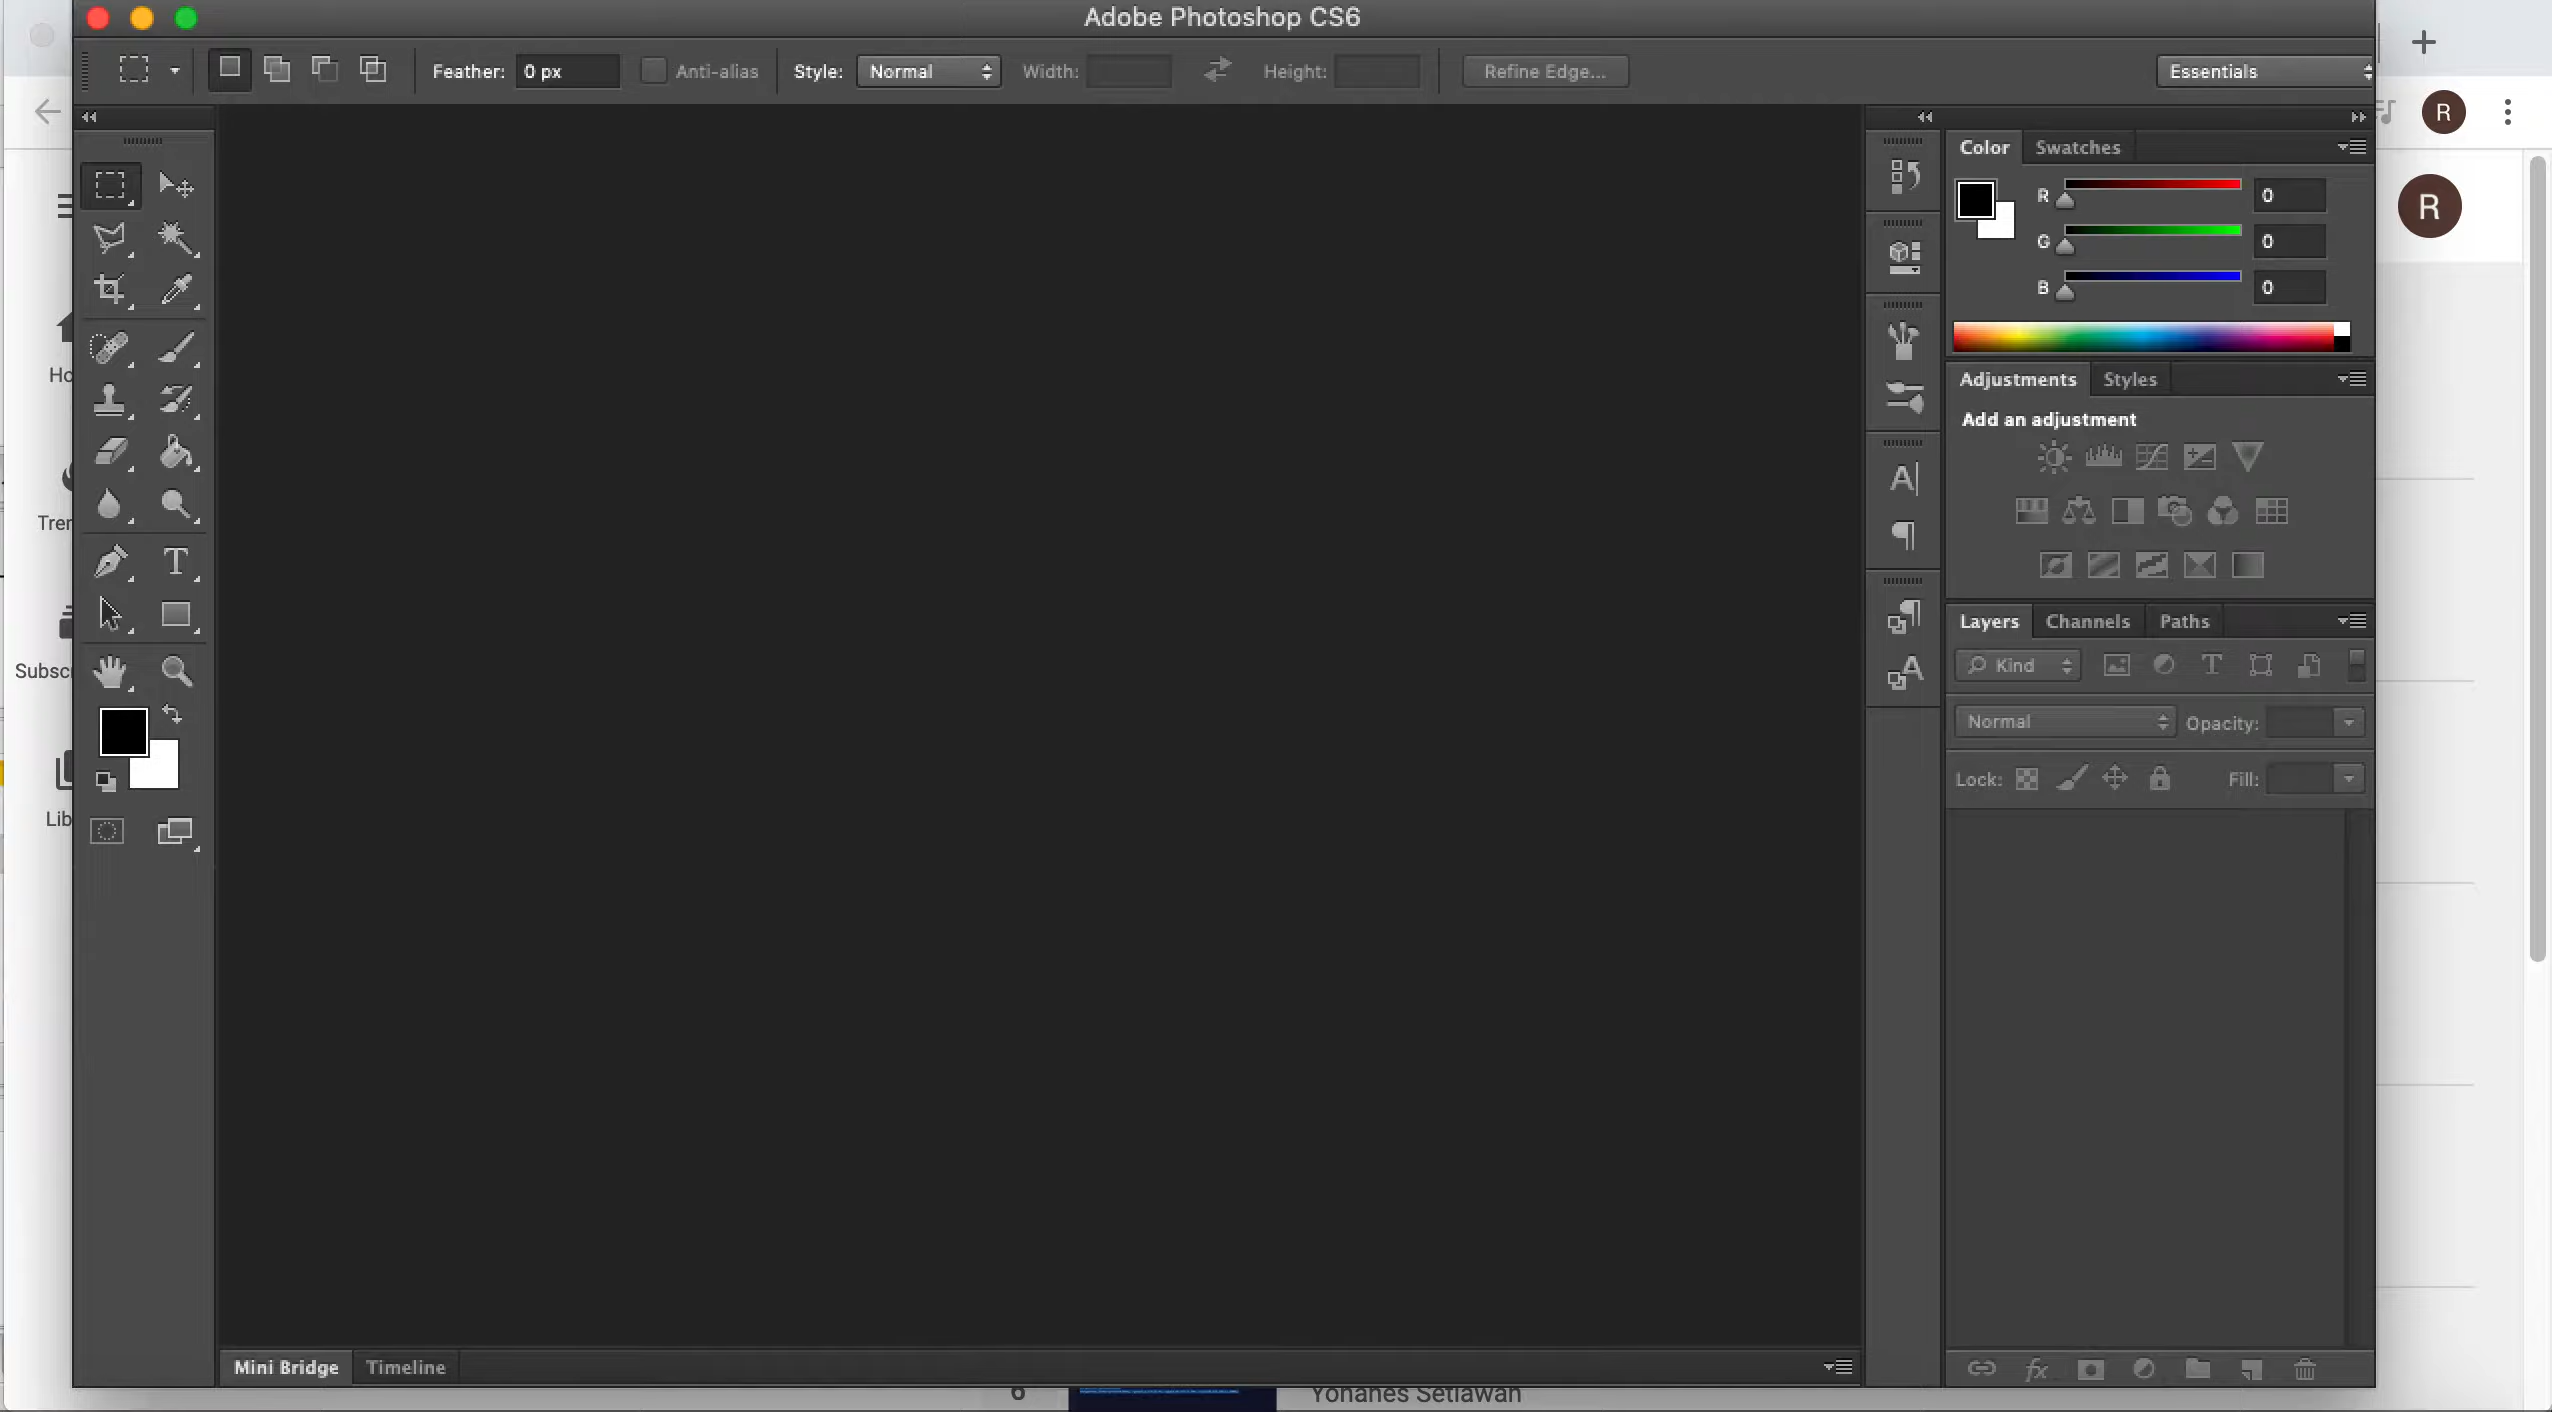 Adobe Photoshop CS6
Feather: 0 px Anti-alias Style: Normal Width: Height: Refine Edge... Essentials
R
R
Color Swatches
R 0
G 0
B 0
Adjustments Styles
Add an adjustment
Layers Channels Paths
Kind
Normal Opacity:
Lock: Fill:
Ho
Tren
Subscr
Lib
Mini Bridge Timeline
6 Yohanes Setiawan